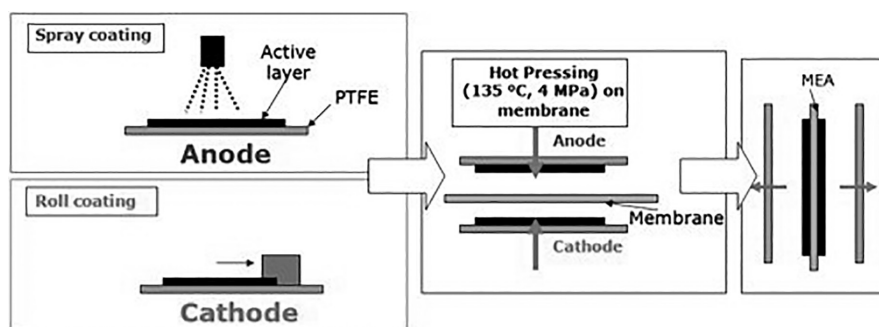 Spray coating
Active
layer
PTFE
Anode
Roll coating
Cathode
Hot Pressing
(135 ºC, 4 MPa) on
membrane
Anode
Membrane
Cathode
MEA